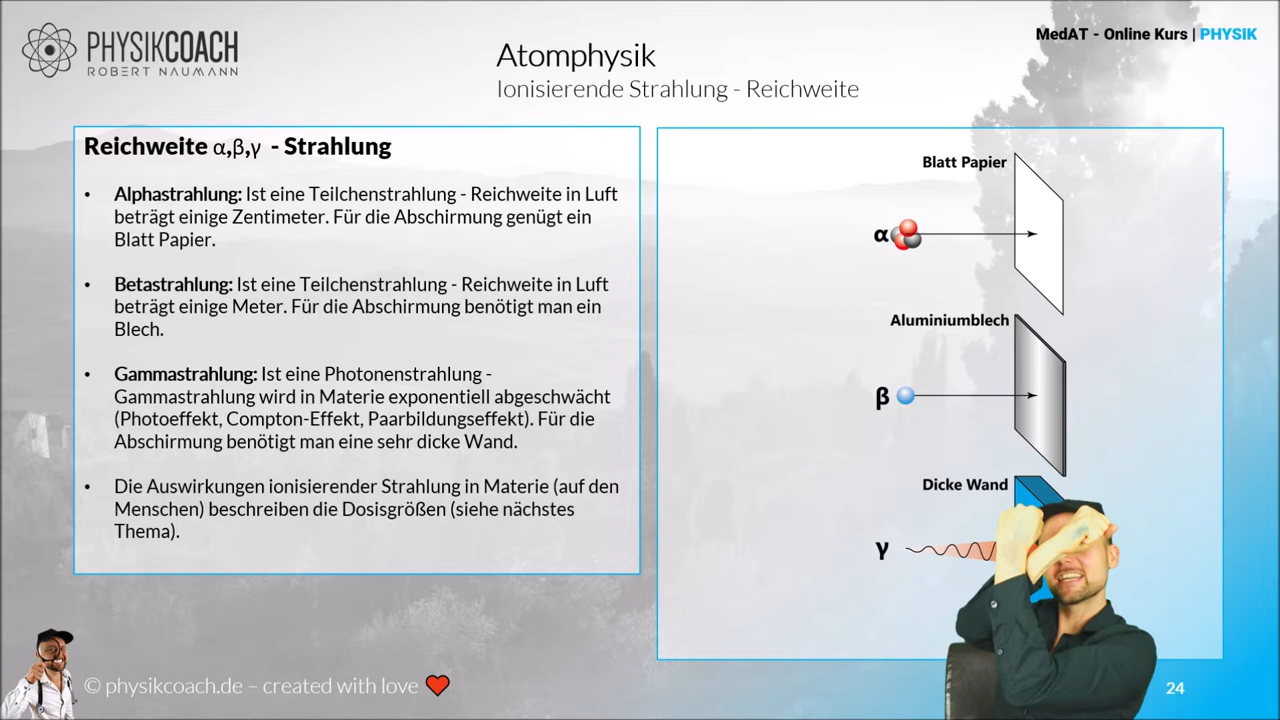 PHYSIKCOACH
ROBERT NAUMANN
MedAT - Online Kurs | PHYSIK
Atomphysik
Ionisierende Strahlung - Reichweite
Reichweite α,β,γ - Strahlung
• Alphastrahlung: Ist eine Teilchenstrahlung - Reichweite in Luft
beträgt einige Zentimeter. Für die Abschirmung genügt ein
Blatt Papier.
• Betastrahlung: Ist eine Teilchenstrahlung - Reichweite in Luft
beträgt einige Meter. Für die Abschirmung benötigt man ein
Blech.
• Gammastrahlung: Ist eine Photonenstrahlung -
Gammastrahlung wird in Materie exponentiell abgeschwächt
(Photoeffekt, Compton-Effekt, Paarbildungseffekt). Für die
Abschirmung benötigt man eine sehr dicke Wand.
• Die Auswirkungen ionisierender Strahlung in Materie (auf den
Menschen) beschreiben die Dosisgrößen (siehe nächstes
Thema).
Blatt Papier
α
Aluminiumblech
β
Dicke Wand
γ
© physikcoach.de – created with love ❤
24